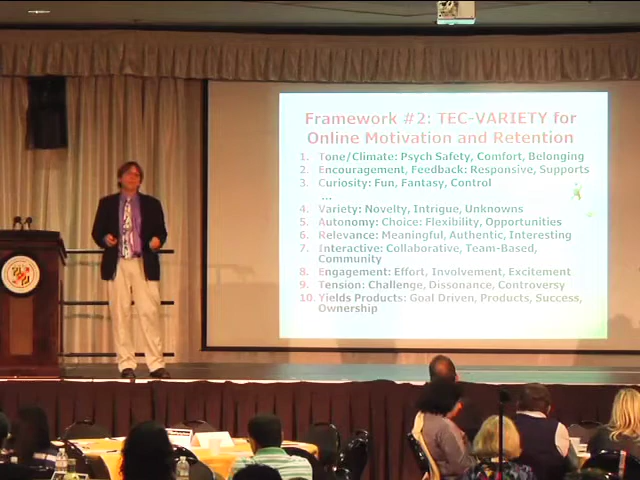 Framework #2: TEC-VARIETY for
Online Motivation and Retention
1. Tone/Climate: Psych Safety, Comfort, Belonging
2. Encouragement, Feedback: Responsive, Supports
3. Curiosity: Fun, Fantasy, Control
...
4. Variety: Novelty, Intrigue, Unknowns
5. Autonomy: Choice: Flexibility, Opportunities
6. Relevance: Meaningful, Authentic, Interesting
7. Interactive: Collaborative, Team-Based,
Community
8. Engagement: Effort, Involvement, Excitement
9. Tension: Challenge, Dissonance, Controversy
10. Yields Products: Goal Driven, Products, Success,
Ownership